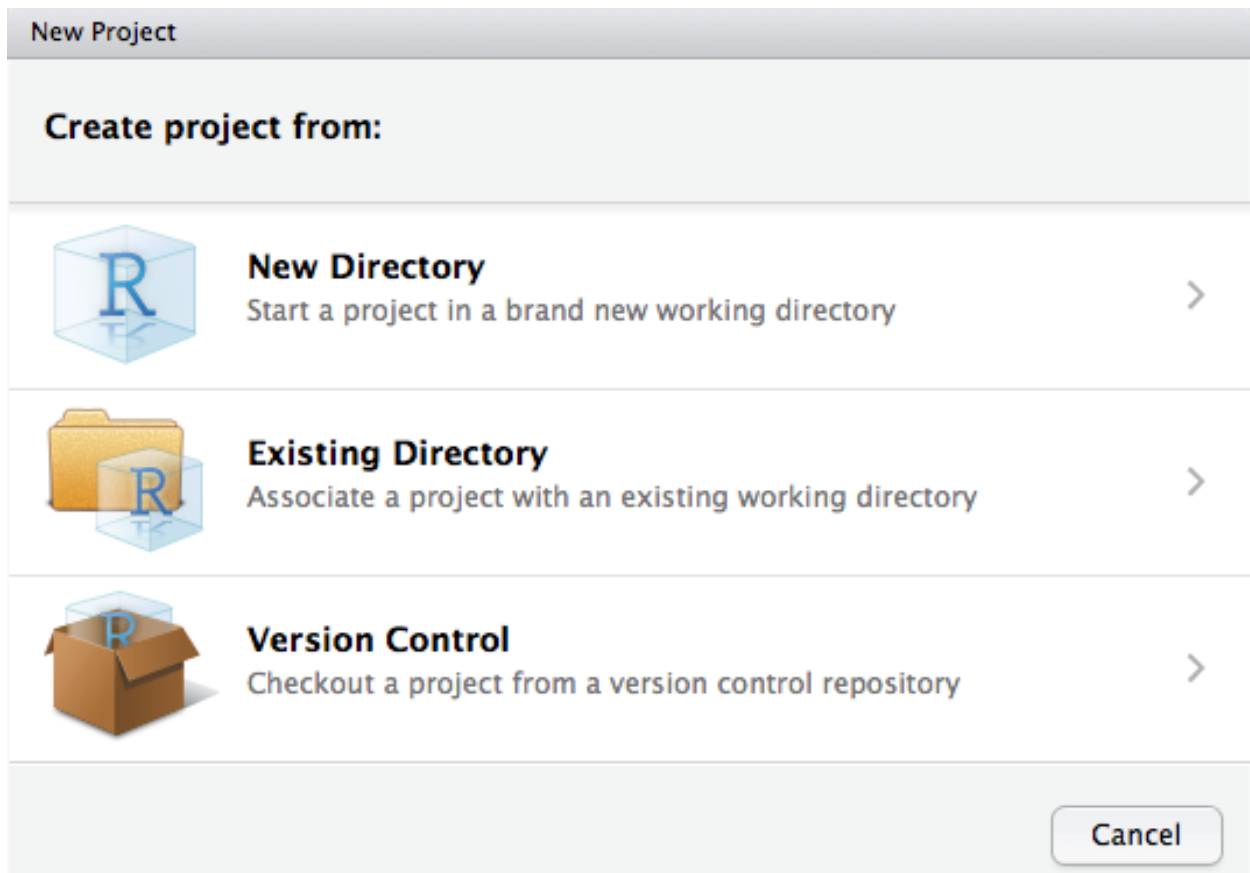 New Project
Create project from:
R
New Directory
Start a project in a brand new working directory
R
Existing Directory
Associate a project with an existing working directory
R
Version Control
Checkout a project from a version control repository
Cancel